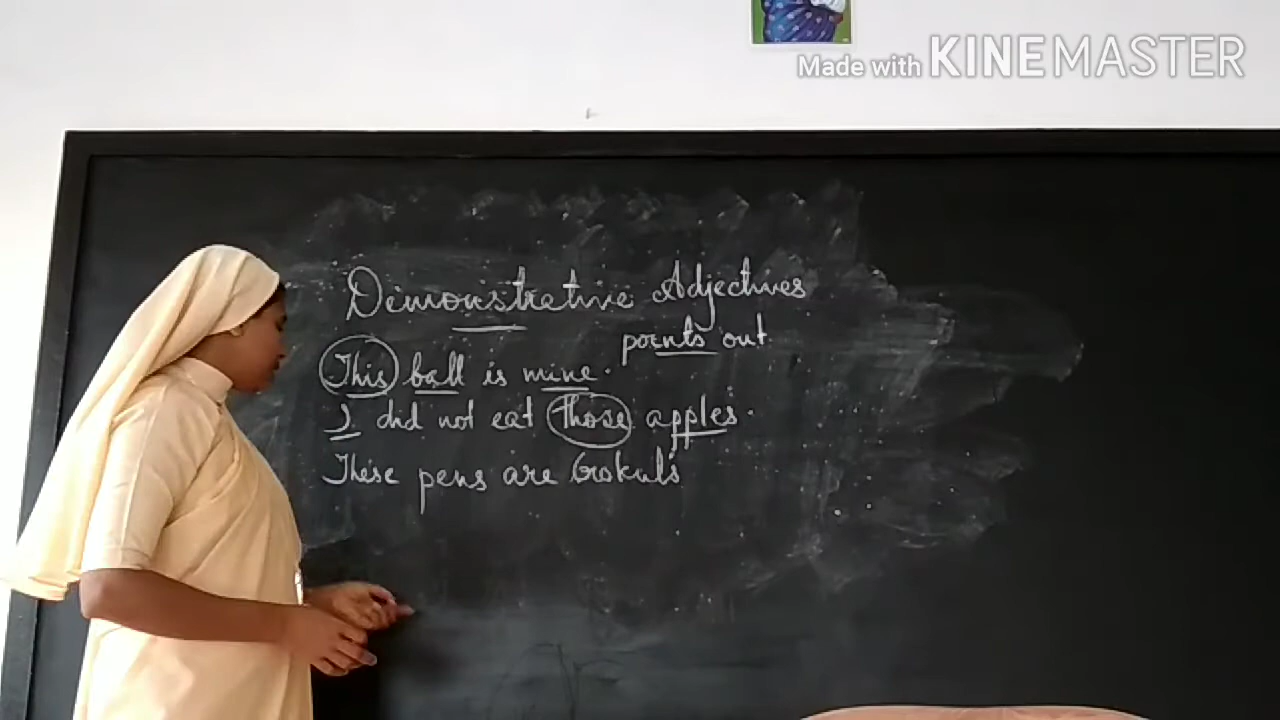 Made with KINEMASTER
Demonstrative Adjectives
points out
This ball is mine.
I did not eat those apples.
These pens are Gokul's